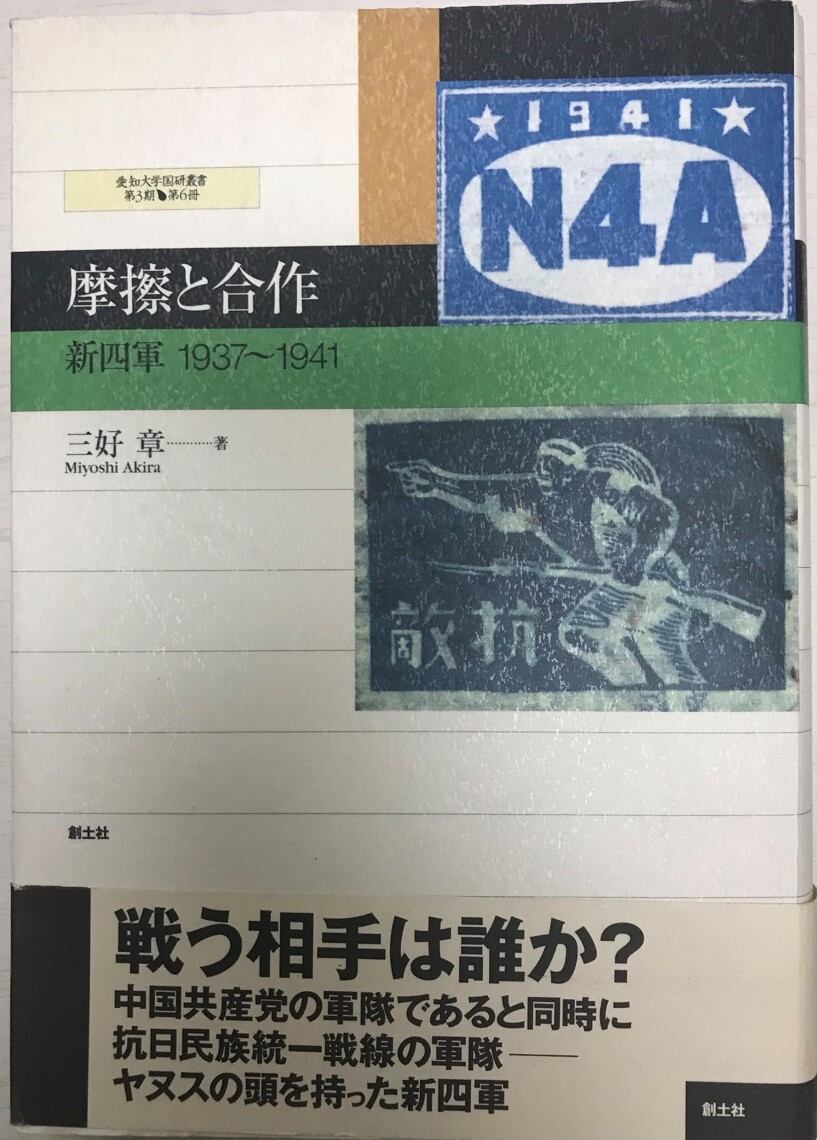 愛知大学国研叢書
第3期 第6冊
1941
N4A
摩擦と合作
新四軍 1937〜1941
三好 章…………著
Miyoshi Akira
敵抗
創土社
戦う相手は誰か?
中国共産党の軍隊であると同時に
抗日民族統一戦線の軍隊──
ヤヌスの頭を持った新四軍
創土社